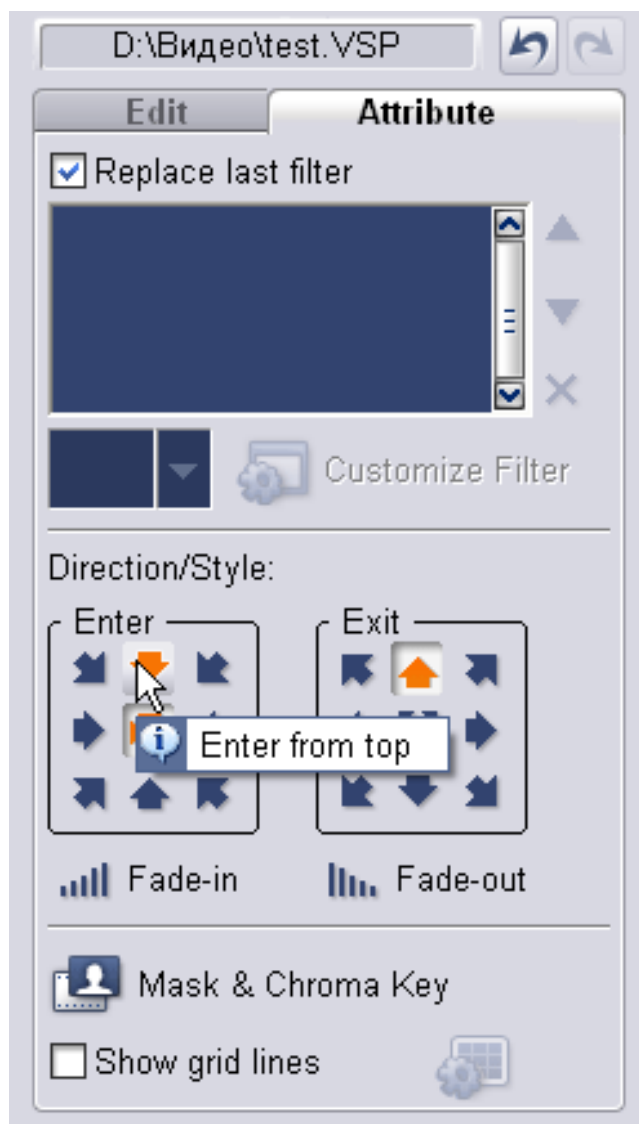 D:\Видео\test.VSP
Edit Attribute
Replace last filter
Customize Filter
Direction/Style:
Enter Exit
Enter from top
Fade-in Fade-out
Mask & Chroma Key
Show grid lines